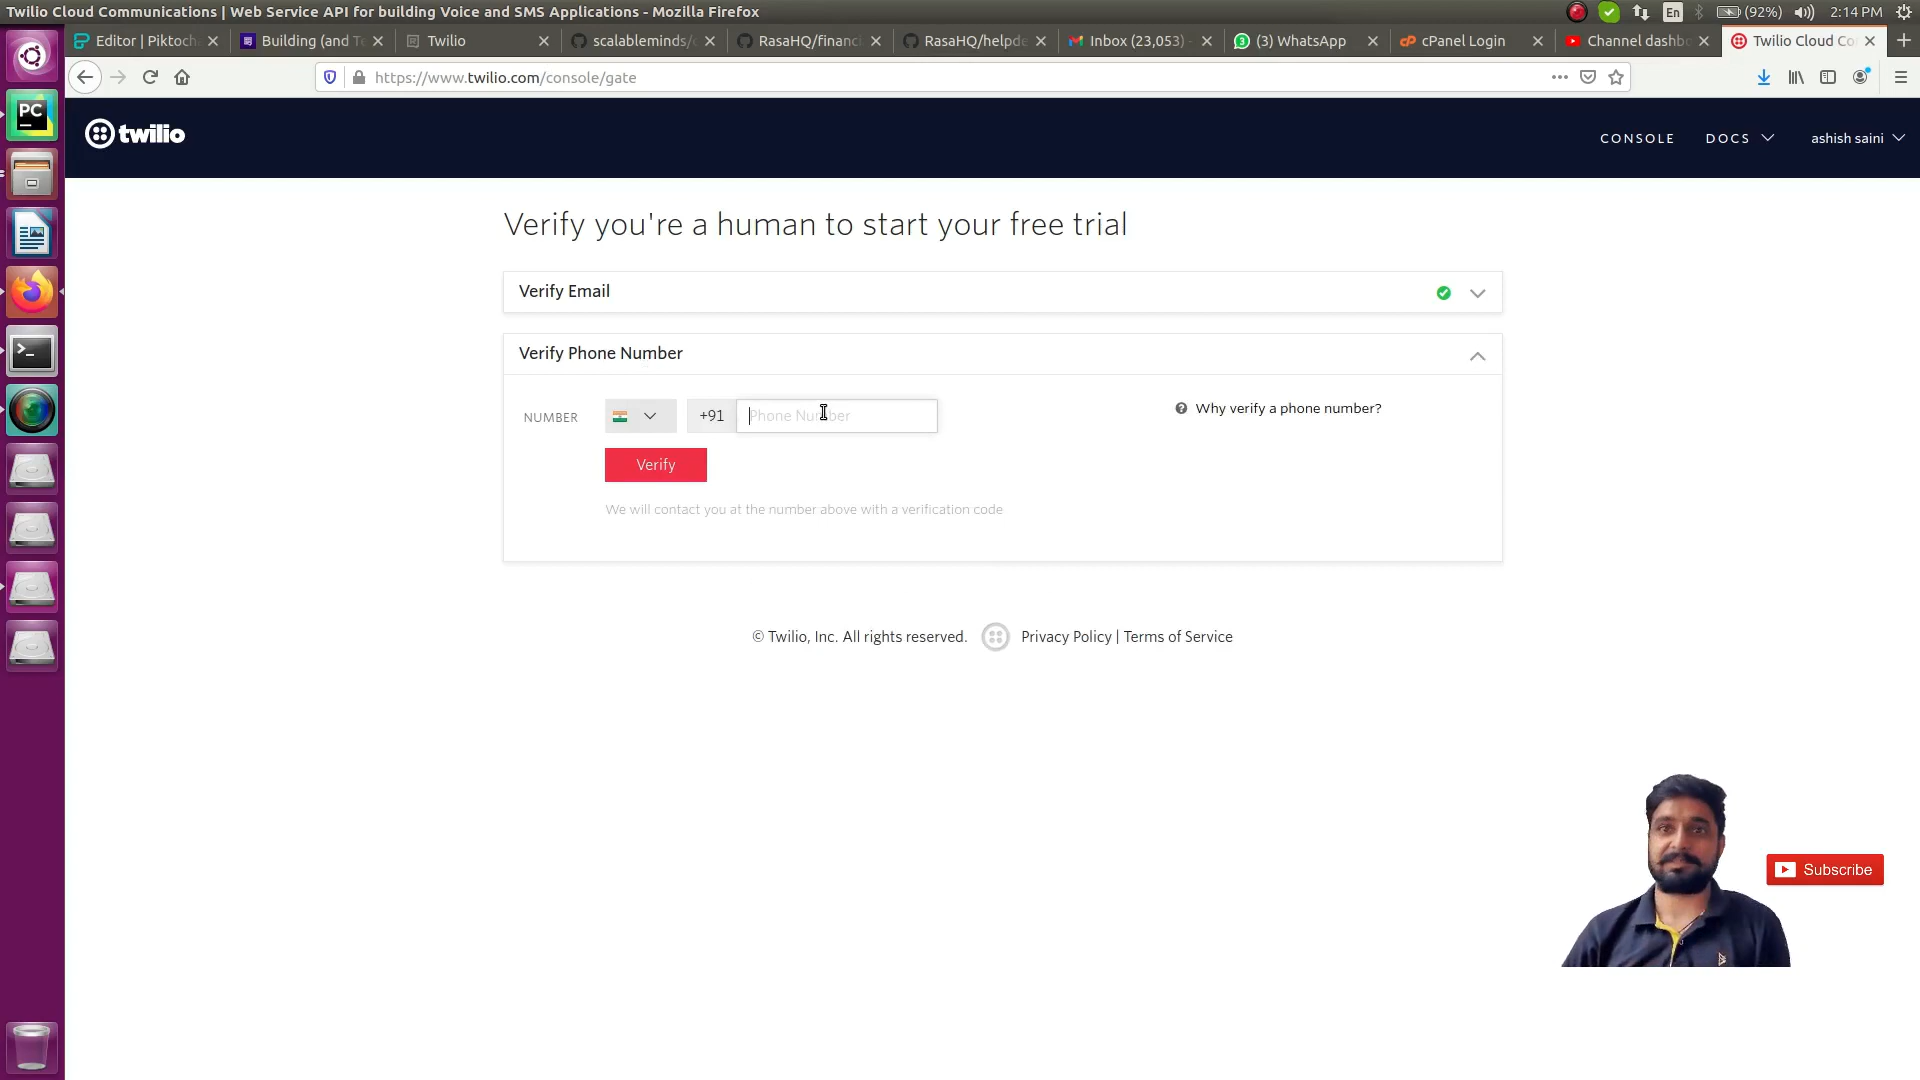 Twilio Cloud Communications | Web Service API for building Voice and SMS Applications - Mozilla Firefox
En (92%) 2:14 PM
Editor | Piktoch
Building (and T
Twilio
scalableminds/
RasaHQ/financi
RasaHQ/helpde
Inbox (23,053) -
(3) WhatsApp
cPanel Login
Channel dashb
Twilio Cloud Co
https://www.twilio.com/console/gate
PC
twilio
CONSOLE
DOCS
ashish saini
Verify you're a human to start your free trial
Verify Email
Verify Phone Number
NUMBER
+91
Phone Number
Why verify a phone number?
Verify
We will contact you at the number above with a verification code
© Twilio, Inc. All rights reserved.
Privacy Policy | Terms of Service
Subscribe